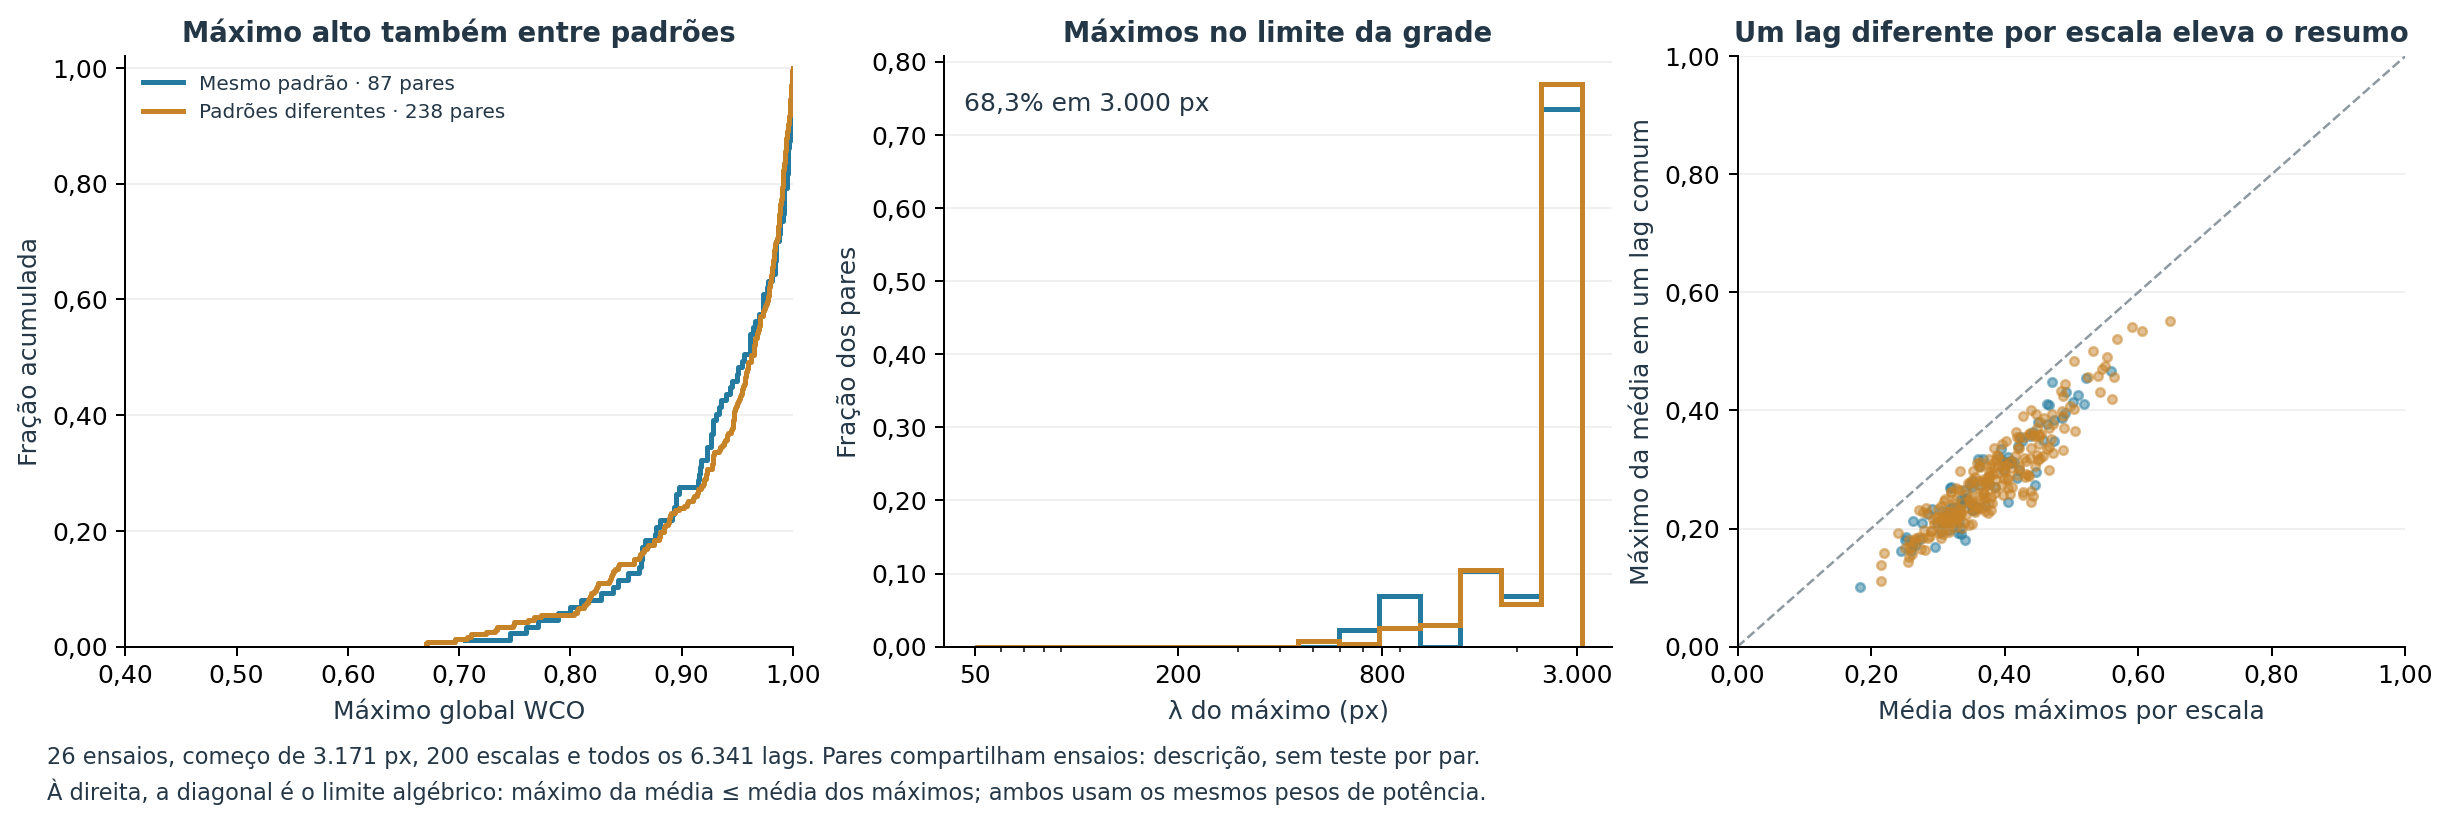 Máximo alto também entre padrões
Fração acumulada
1,00
0,80
0,60
0,40
0,20
0,00
Mesmo padrão · 87 pares
Padrões diferentes · 238 pares
0,40 0,50 0,60 0,70 0,80 0,90 1,00
Máximo global WCO
Máximos no limite da grade
Fração dos pares
0,80
0,70
0,60
0,50
0,40
0,30
0,20
0,10
0,00
68,3% em 3.000 px
50 200 800 3.000
λ do máximo (px)
Um lag diferente por escala eleva o resumo
Máximo da média em um lag comum
1,00
0,80
0,60
0,40
0,20
0,00
0,00 0,20 0,40 0,60 0,80 1,00
Média dos máximos por escala
26 ensaios, começo de 3.171 px, 200 escalas e todos os 6.341 lags. Pares compartilham ensaios: descrição, sem teste por par.
À direita, a diagonal é o limite algébrico: máximo da média ≤ média dos máximos; ambos usam os mesmos pesos de potência.